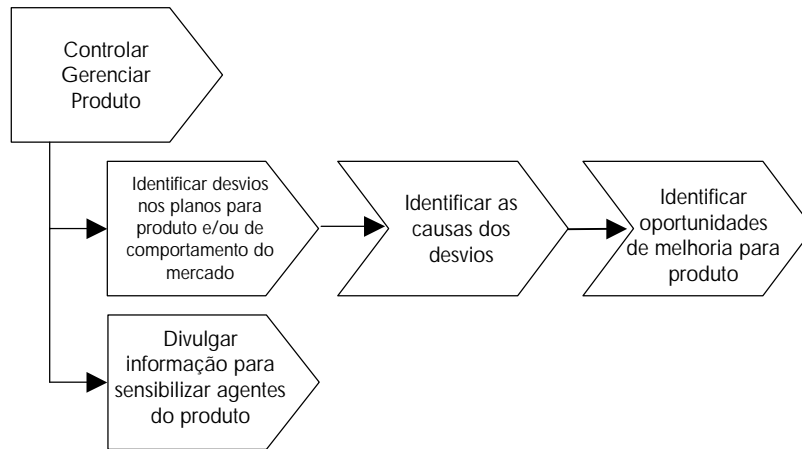 Controlar
Gerenciar
Produto
Identificar desvios
nos planos para
produto e/ou de
comportamento do
mercado
Identificar as
causas dos
desvios
Identificar
oportunidades
de melhoria para
produto
Divulgar
informação para
sensibilizar agentes
do produto